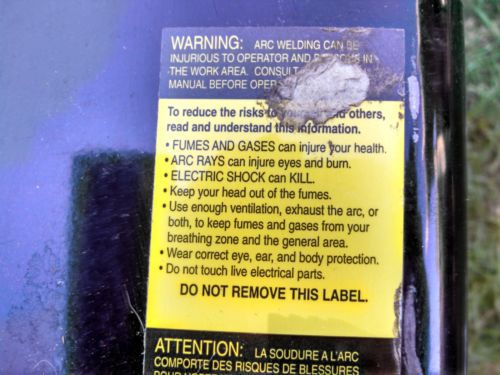 WARNING: ARC WELDING CAN BE
INJURIOUS TO OPERATOR AND IN
THE WORK AREA. CONSULT
MANUAL BEFORE
To reduce the risks to and others,
read and understand this information.
• FUMES AND GASES can injure your health.
• ARC RAYS can injure eyes and burn.
• ELECTRIC SHOCK can KILL.
• Keep your head out of the fumes.
• Use enough ventilation, exhaust the arc, or
both, to keep fumes and gases from your
breathing zone and the general area.
• Wear correct eye, ear, and body protection.
• Do not touch live electrical parts.
DO NOT REMOVE THIS LABEL.
ATTENTION: LA SOUDURE A L'ARC
COMPORTE DES RISQUES DE BLESSURES